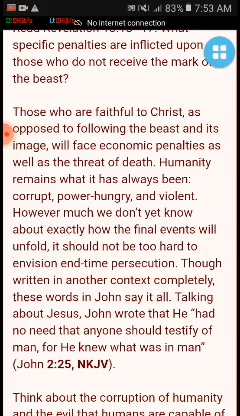 0.0KB/s U:0.0KB/s 83% 7:53 AM
No internet connection
Read Revelation 13:15–17. What
specific penalties are inflicted upon
those who do not receive the mark of
the beast?
Those who are faithful to Christ, as
opposed to following the beast and its
image, will face economic penalties as
well as the threat of death. Humanity
remains what it has always been:
corrupt, power-hungry, and violent.
However much we don't yet know
about exactly how the final events will
unfold, it should not be too hard to
envision end-time persecution. Though
written in another context completely,
these words in John say it all. Talking
about Jesus, John wrote that He “had
no need that anyone should testify of
man, for He knew what was in man”
(John 2:25, NKJV).
Think about the corruption of humanity
and the evil that humans are capable of